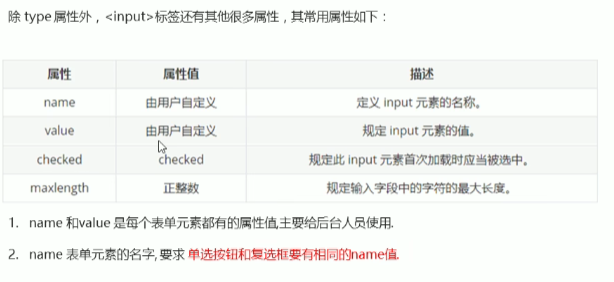 除 type 属性外，<input>标签还有其他很多属性，其常用属性如下：
属性 属性值 描述
name 由用户自定义 定义 input 元素的名称。
value 由用户自定义 规定 input 元素的值。
checked checked 规定此 input 元素首次加载时应当被选中。
maxlength 正整数 规定输入字段中的字符的最大长度。
1. name 和value 是每个表单元素都有的属性值,主要给后台人员使用.
2. name 表单元素的名字, 要求 单选按钮和复选框要有相同的name值.